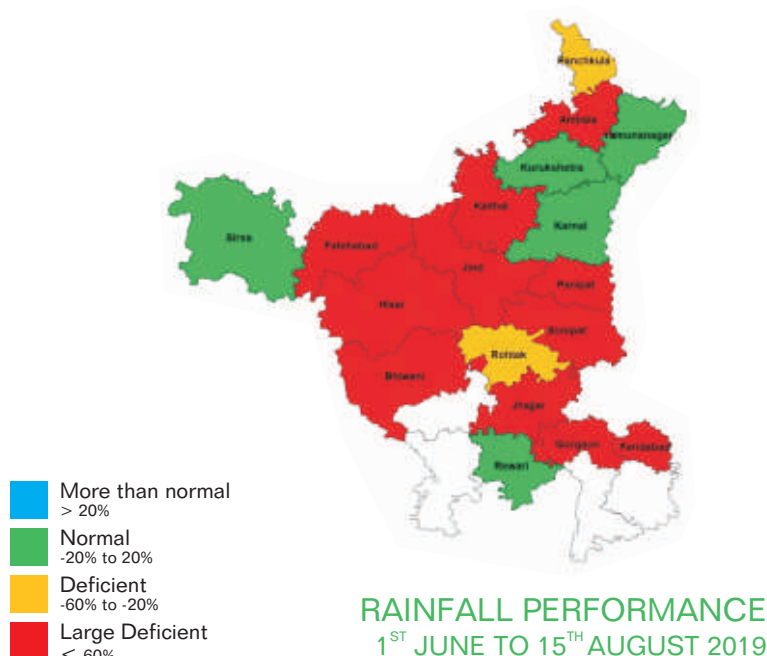 Panchkula
Ambala
Yamunanagar
Kurukshetra
Kaithal
Karnal
Sirsa
Fatehabad
Jind
Panipat
Hisar
Sonipat
Rohtak
Bhiwani
Jhajjar
Gurgaon
Faridabad
Rewari
More than normal
> 20%
Normal
-20% to 20%
Deficient
-60% to -20%
Large Deficient
< -60%
RAINFALL PERFORMANCE
1ST JUNE TO 15TH AUGUST 2019